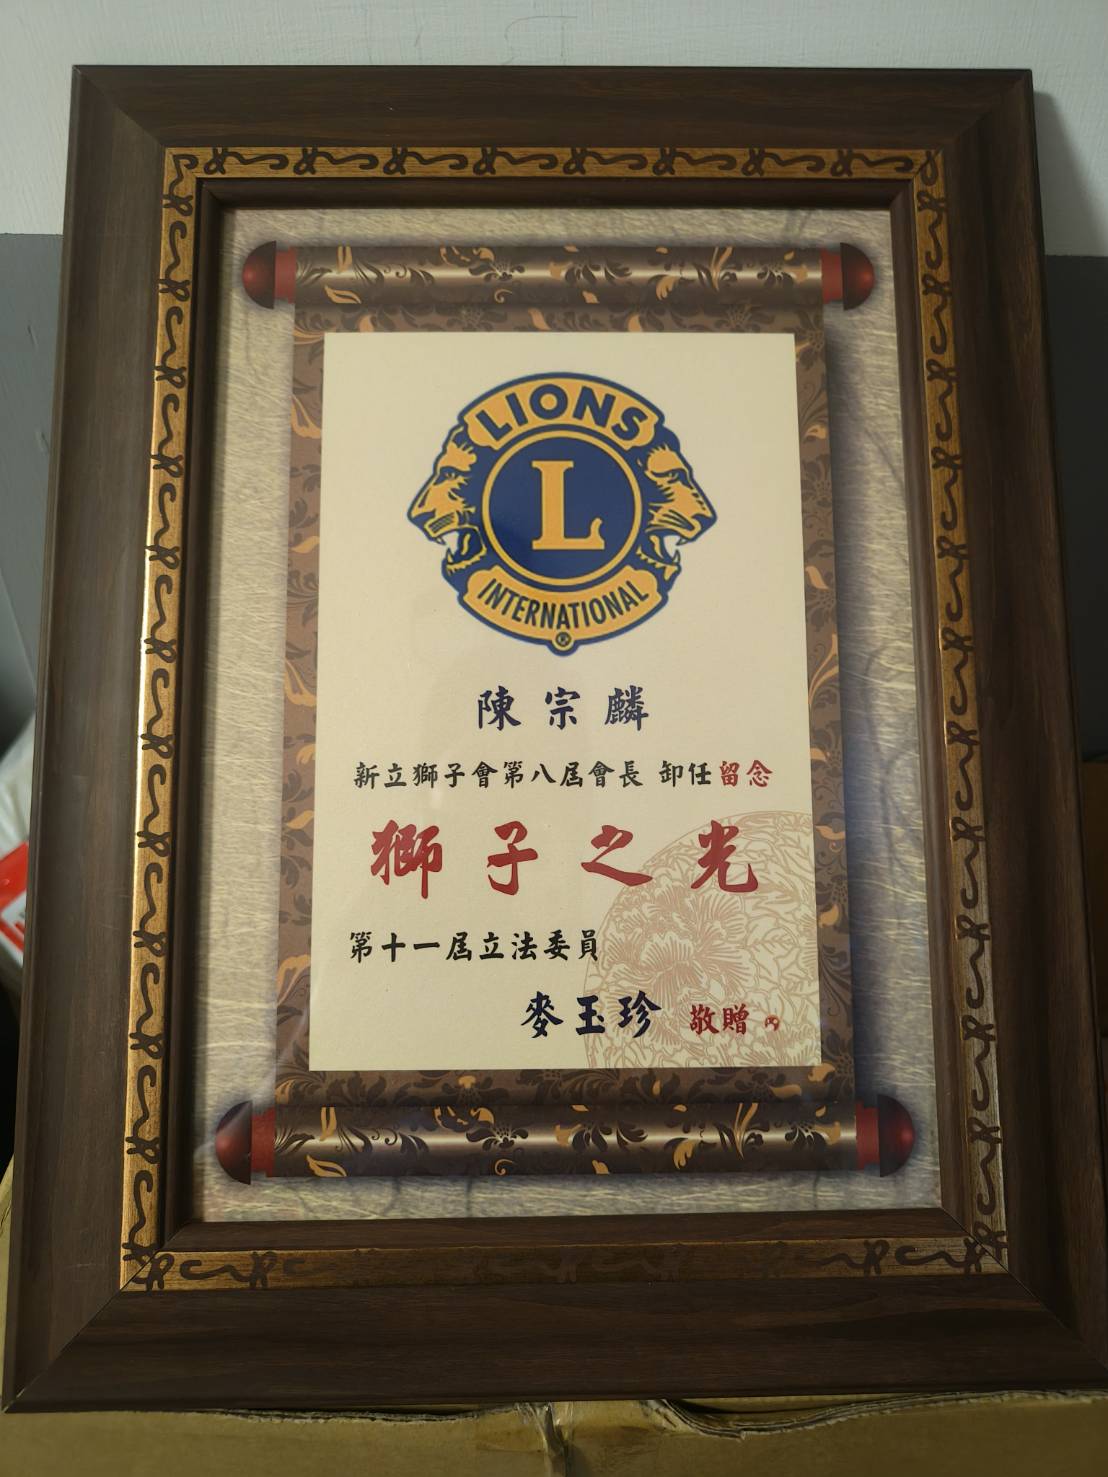 LIONS
L
INTERNATIONAL
®
陳宗麟
新立獅子會第八屆會長 卸任留念
獅子之光
第十一屆立法委員
麥玉珍 敬贈